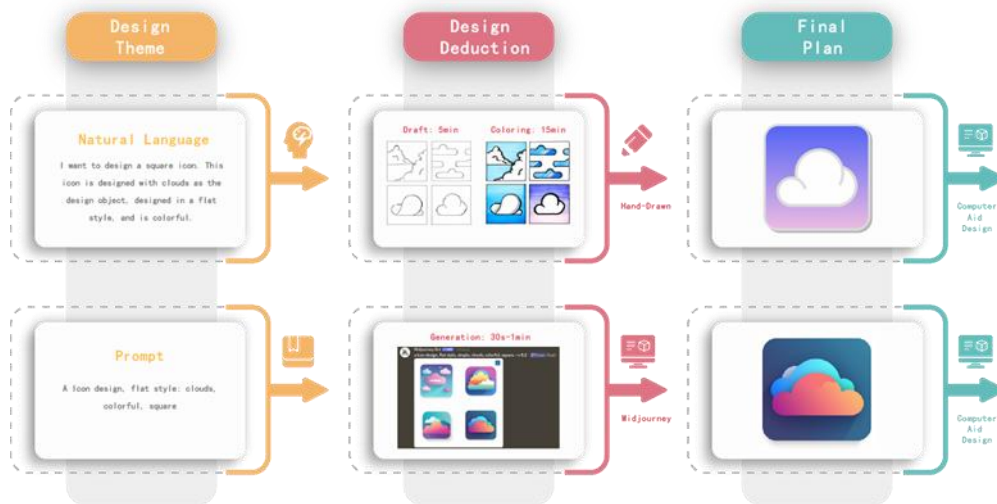 Design
Theme
Design
Deduction
Final
Plan
Natural Language
I want to design a square icon. This
icon is designed with clouds as the
design object, designed in a flat
style, and is colorful.
Draft: 5min
Coloring: 15min
Hand-Drawn
Computer
Aid
Design
Prompt
A Icon design, flat style: clouds,
colorful, square
Generation: 30s-1min
Widjourney
Computer
Aid
Design